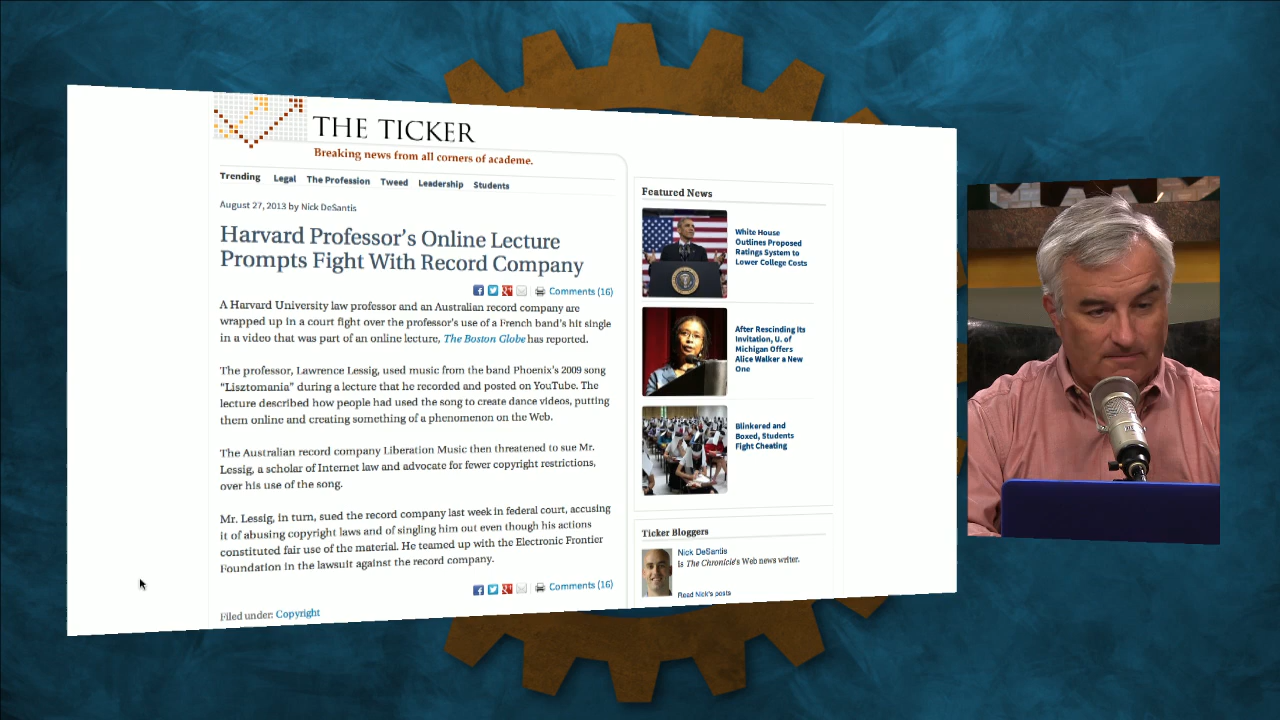 THE TICKER
Breaking news from all corners of academe.
Trending Legal The Profession Tweed Leadership Students
August 27, 2013 by Nick DeSantis
Harvard Professor's Online Lecture
Prompts Fight With Record Company
Comments (16)
A Harvard University law professor and an Australian record company are
wrapped up in a court fight over the professor's use of a French band's hit single
in a video that was part of an online lecture, The Boston Globe has reported.
The professor, Lawrence Lessig, used music from the band Phoenix's 2009 song
"Lisztomania" during a lecture that he recorded and posted on YouTube. The
lecture described how people had used the song to create dance videos, putting
them online and creating something of a phenomenon on the Web.
The Australian record company Liberation Music then threatened to sue Mr.
Lessig, a scholar of Internet law and advocate for fewer copyright restrictions,
over his use of the song.
Mr. Lessig, in turn, sued the record company last week in federal court, accusing
it of abusing copyright laws and of singling him out even though his actions
constituted fair use of the material. He teamed up with the Electronic Frontier
Foundation in the lawsuit against the record company.
Comments (16)
Filed under: Copyright
Featured News
White House
Outlines Proposed
Ratings System to
Lower College Costs
After Rescinding Its
Invitation, U. of
Michigan Offers
Alice Walker a New
One
Blinkered and
Boxed, Students
Fight Cheating
Ticker Bloggers
Nick DeSantis
is The Chronicle's Web news writer.
Read Nick's posts